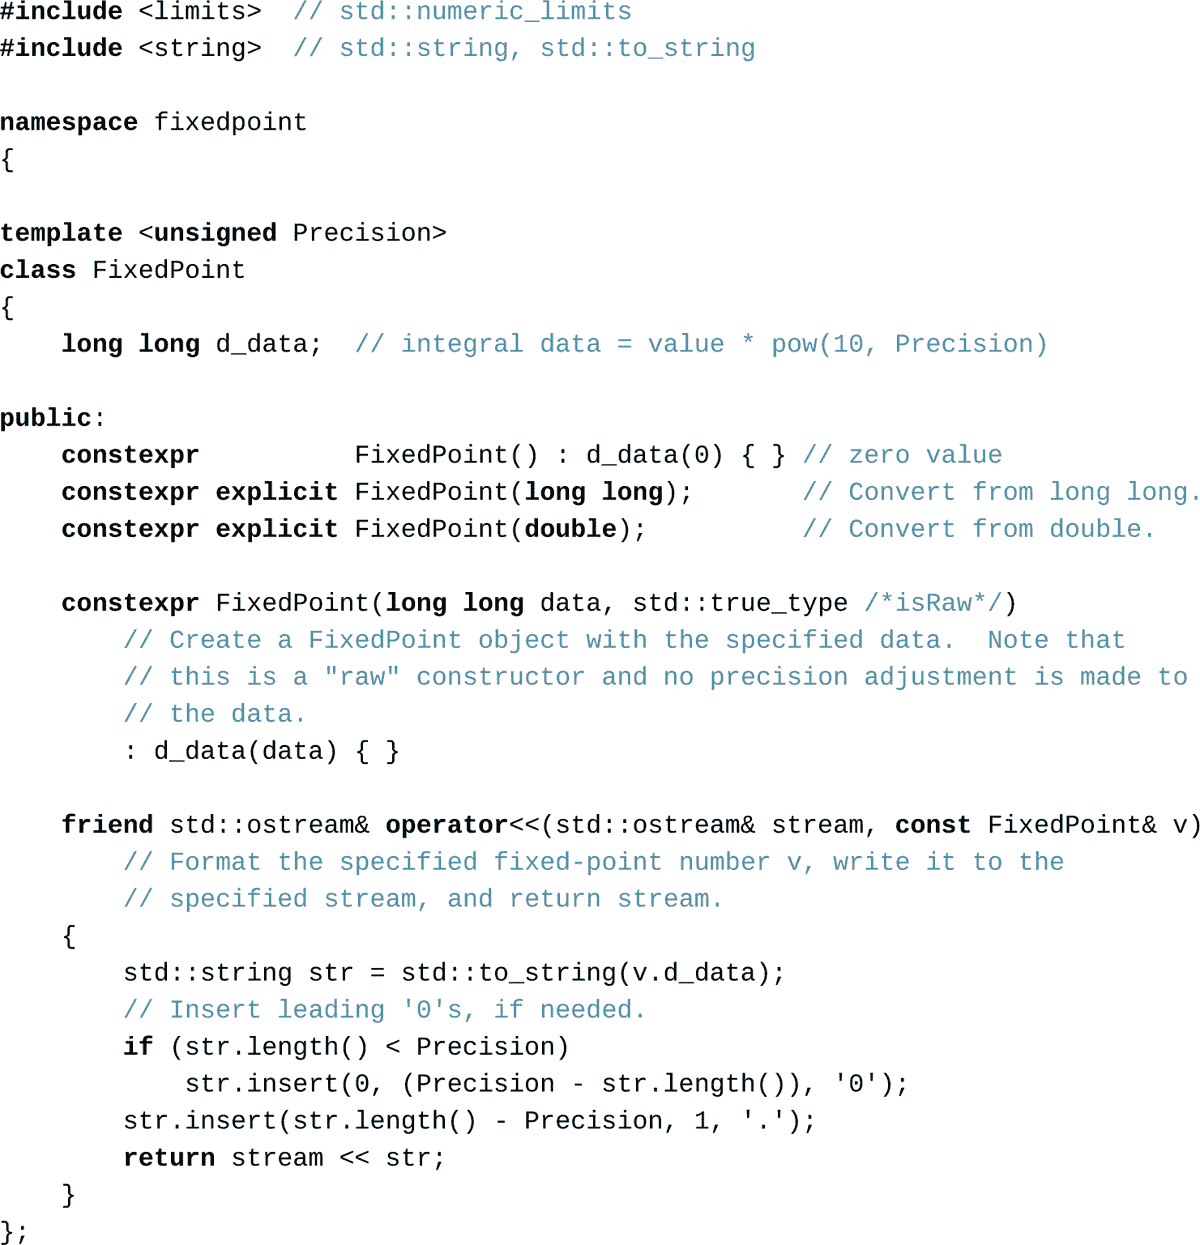 #include <limits>  // std::numeric_limits
#include <string>  // std::string, std::to_string

namespace fixedpoint
{

template <unsigned Precision>
class FixedPoint
{
    long long d_data;  // integral data = value * pow(10, Precision)

public:
    constexpr          FixedPoint() : d_data(0) { } // zero value
    constexpr explicit FixedPoint(long long);       // Convert from long long.
    constexpr explicit FixedPoint(double);          // Convert from double.

    constexpr FixedPoint(long long data, std::true_type /*isRaw*/)
        // Create a FixedPoint object with the specified data.  Note that
        // this is a "raw" constructor and no precision adjustment is made to
        // the data.
        : d_data(data) { }

    friend std::ostream& operator<<(std::ostream& stream, const FixedPoint& v)
        // Format the specified fixed-point number v, write it to the
        // specified stream, and return stream.
    {
        std::string str = std::to_string(v.d_data);
        // Insert leading '0's, if needed.
        if (str.length() < Precision)
            str.insert(0, (Precision - str.length()), '0');
        str.insert(str.length() - Precision, 1, '.');
        return stream << str;
    }
};